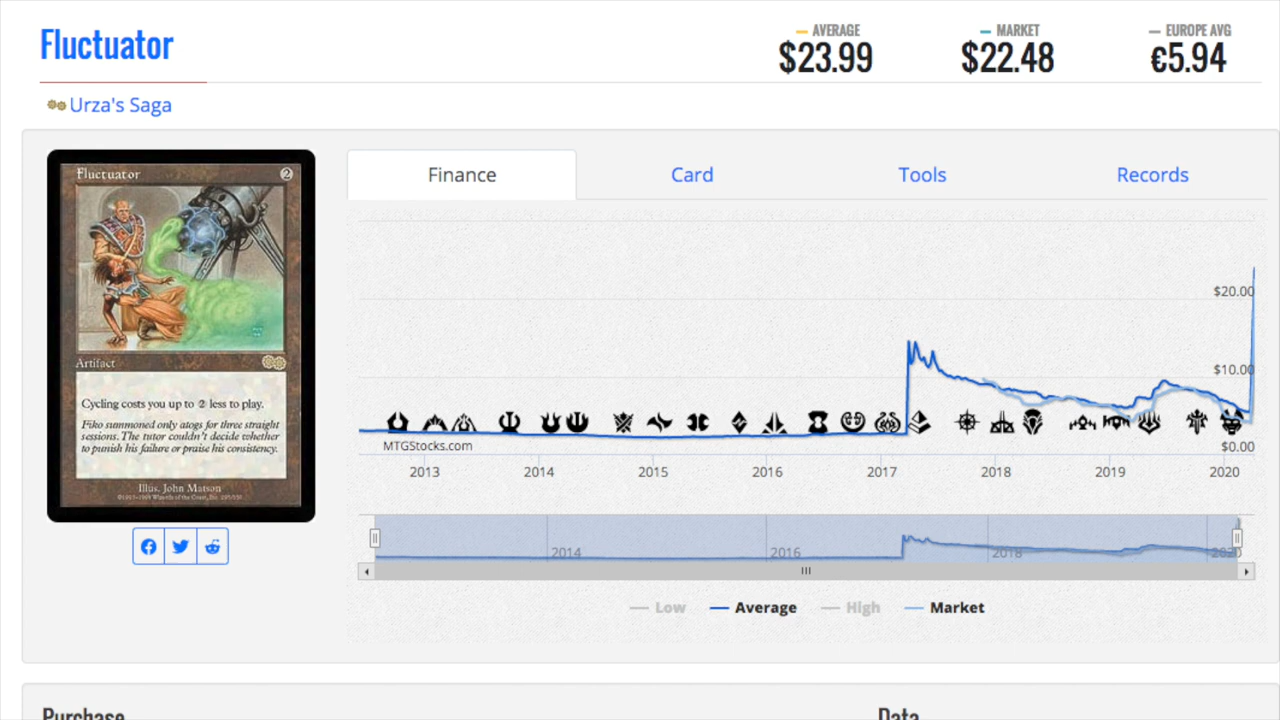 Fluctuator
AVERAGE
$23.99
MARKET
$22.48
EUROPE AVG
€5.94
Urza's Saga
Fluctuator 2
Artifact
Cycling costs you up to 2 less to play.
Fiko summoned only atogs for three straight
sessions. The tutor couldn't decide whether
to punish his failure or praise his consistency.
Illus. John Matson
Finance Card Tools Records
$20.00
$10.00
$0.00
MTGStocks.com
2013 2014 2015 2016 2017 2018 2019 2020
2014 2016 2018 2020
Low Average High Market
Purchase Data